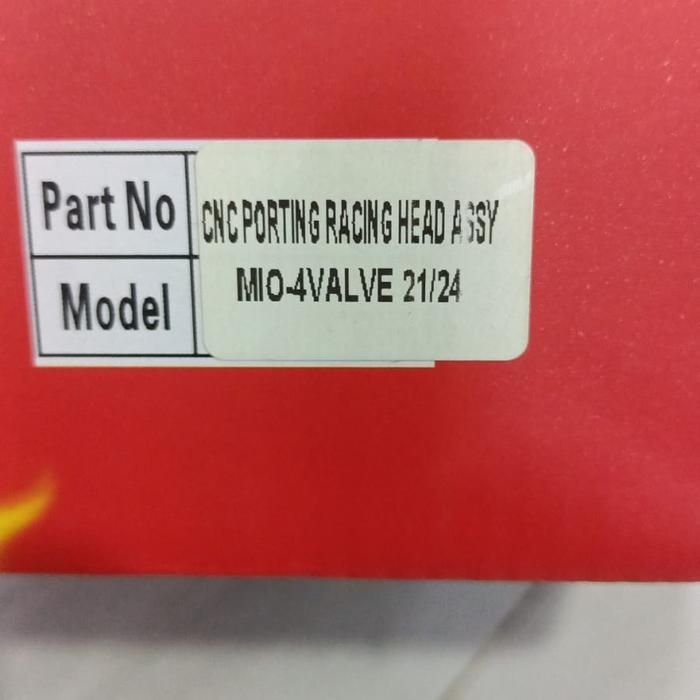 Part No CNC PORTING RACING HEAD ASSY
Model MIO-4VALVE 21/24